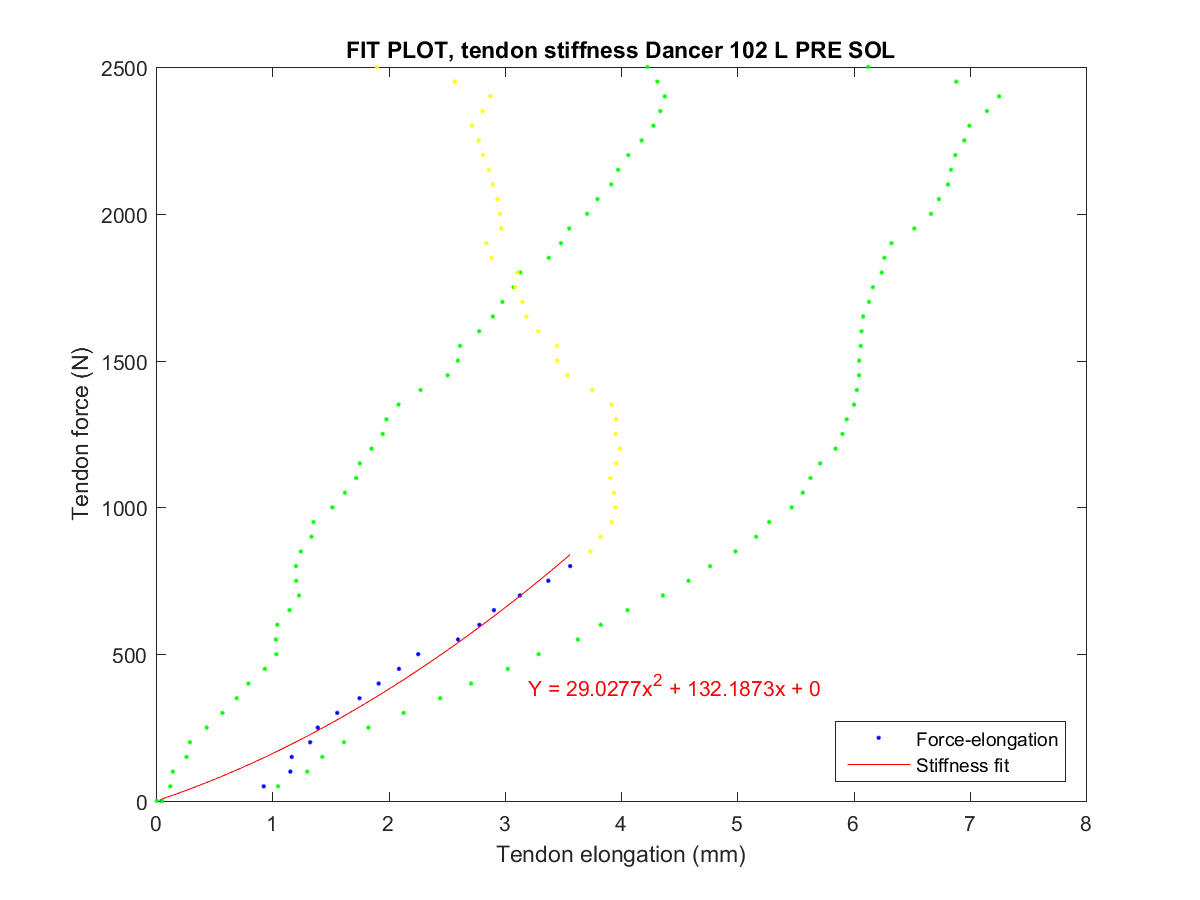 FIT PLOT, tendon stiffness Dancer 102 L PRE SOL
2500
2000
1500
1000
500
0
Tendon force (N)
Y = 29.0277x² + 132.1873x + 0
Force-elongation
Stiffness fit
0 1 2 3 4 5 6 7 8
Tendon elongation (mm)